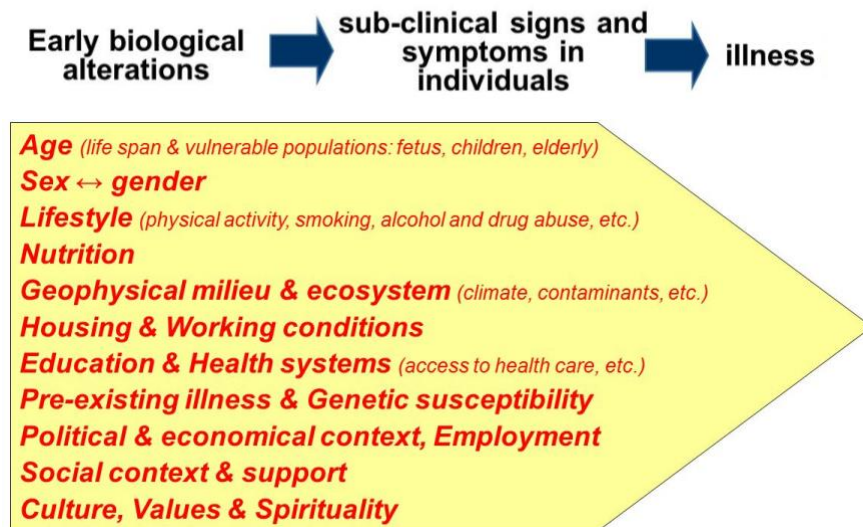 Early biological
alterations
sub-clinical signs and
symptoms in
individuals
illness
Age (life span & vulnerable populations: fetus, children, elderly)
Sex ↔ gender
Lifestyle (physical activity, smoking, alcohol and drug abuse, etc.)
Nutrition
Geophysical milieu & ecosystem (climate, contaminants, etc.)
Housing & Working conditions
Education & Health systems (access to health care, etc.)
Pre-existing illness & Genetic susceptibility
Political & economical context, Employment
Social context & support
Culture, Values & Spirituality